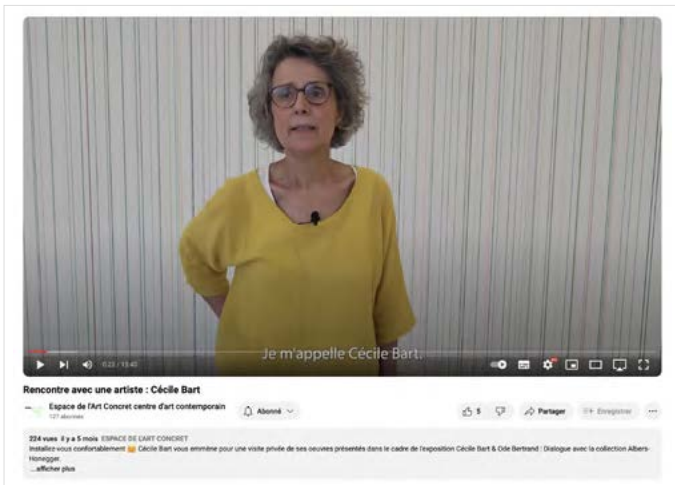 Je m'appelle Cécile Bart.
0:23 / 13:40
Rencontre avec une artiste : Cécile Bart
Espace de l'Art Concret centre d'art contemporain
127 abonnés
Abonné
5
Partager
Enregistrer
224 vues il y a 5 mois ESPACE DE L'ART CONCRET
Installez vous confortablement 👑 Cécile Bart vous emmène pour une visite privée de ses oeuvres présentés dans le cadre de l'exposition Cécile Bart & Ode Bertrand : Dialogue avec la collection Albers-
Honegger.
...afficher plus